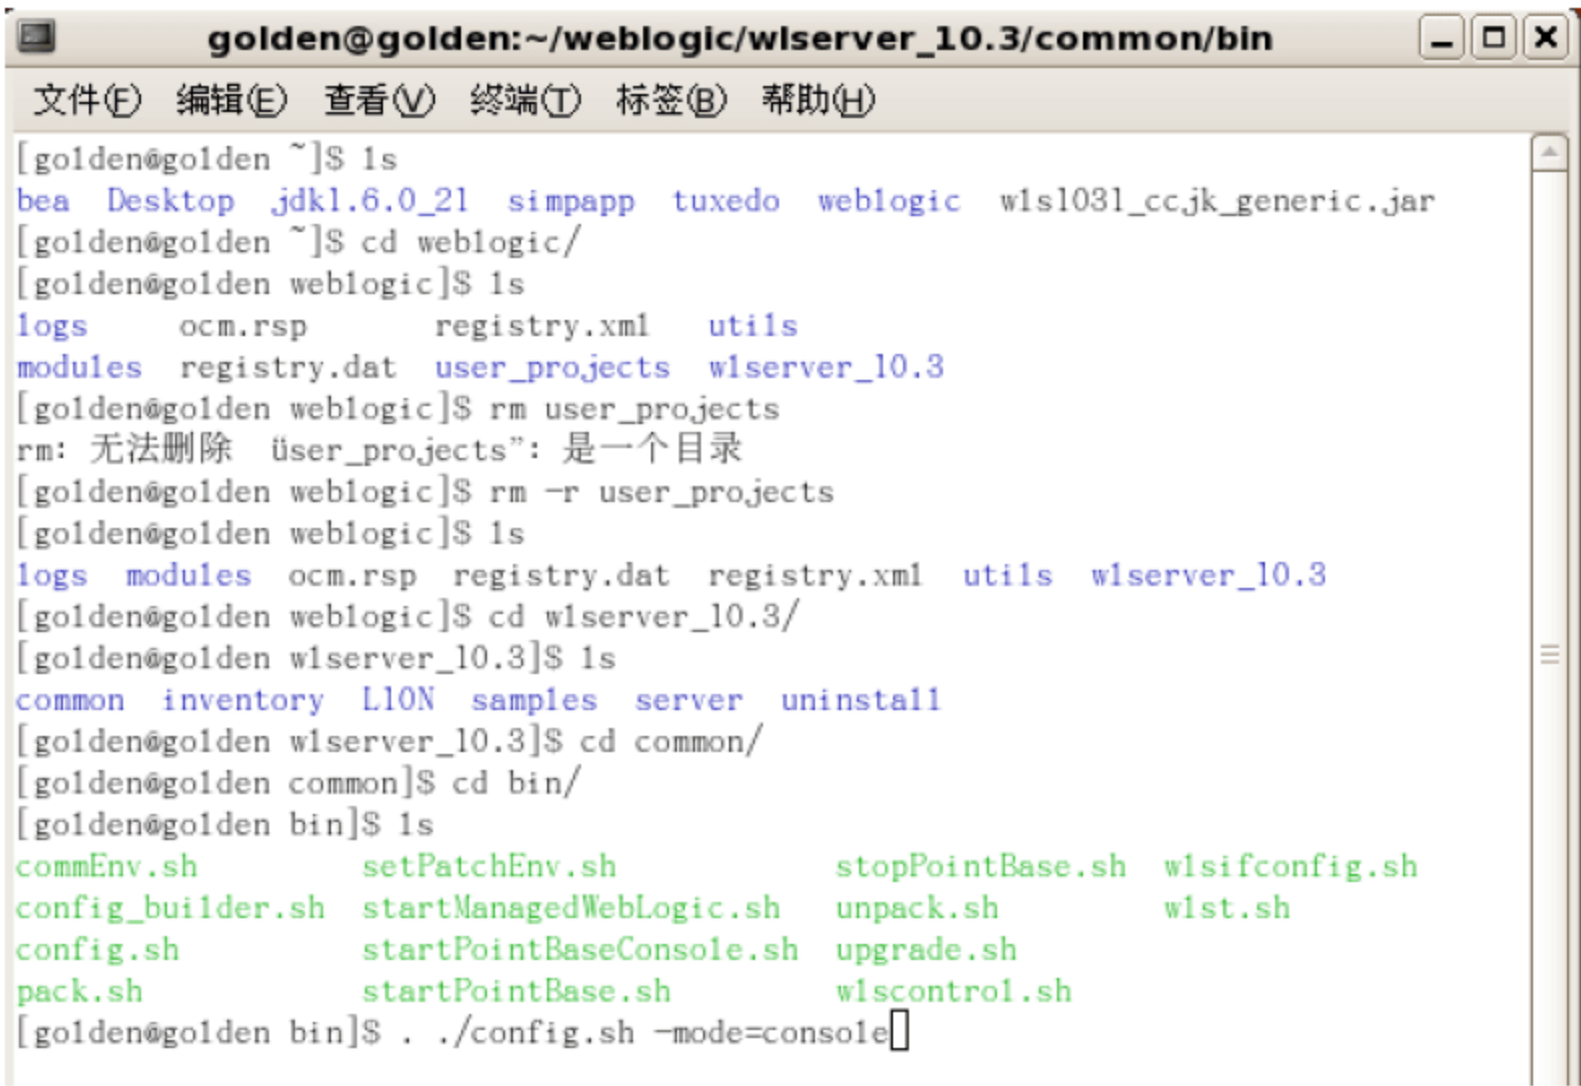 golden@golden:~/weblogic/wlserver_10.3/common/bin
文件(F) 编辑(E) 查看(V) 终端(T) 标签(B) 帮助(H)
[golden@golden ~]$ ls
bea Desktop jdk1.6.0_21 simpapp tuxedo weblogic wls1031_ccjk_generic.jar
[golden@golden ~]$ cd weblogic/
[golden@golden weblogic]$ ls
logs ocm.rsp registry.xml utils
modules registry.dat user_projects wlserver_10.3
[golden@golden weblogic]$ rm user_projects
rm: 无法删除 üser_projects”: 是一个目录
[golden@golden weblogic]$ rm -r user_projects
[golden@golden weblogic]$ ls
logs modules ocm.rsp registry.dat registry.xml utils wlserver_10.3
[golden@golden weblogic]$ cd wlserver_10.3/
[golden@golden wlserver_10.3]$ ls
common inventory L10N samples server uninstall
[golden@golden wlserver_10.3]$ cd common/
[golden@golden common]$ cd bin/
[golden@golden bin]$ ls
commEnv.sh setPatchEnv.sh stopPointBase.sh wlsifconfig.sh
config_builder.sh startManagedWebLogic.sh unpack.sh wlst.sh
config.sh startPointBaseConsole.sh upgrade.sh
pack.sh startPointBase.sh wlscontrol.sh
[golden@golden bin]$ . ./config.sh -mode=console